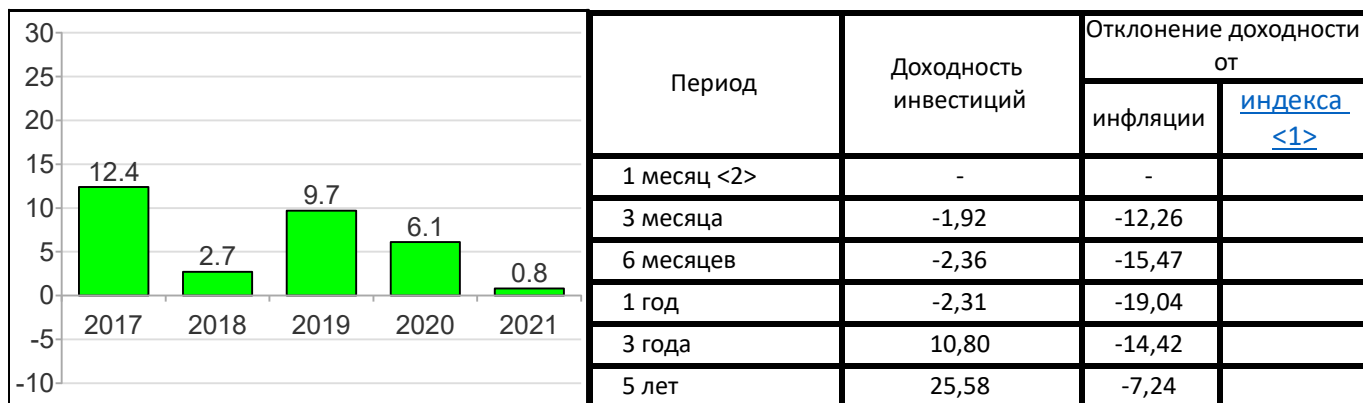 30
25
20
15
10
5
0
-5
-10
12.4
2.7
9.7
6.1
0.8
2017 2018 2019 2020 2021
Период
Доходность
инвестиций
Отклонение доходности
от
инфляции
индекса
<1>
1 месяц <2> - -
3 месяца -1,92 -12,26
6 месяцев -2,36 -15,47
1 год -2,31 -19,04
3 года 10,80 -14,42
5 лет 25,58 -7,24